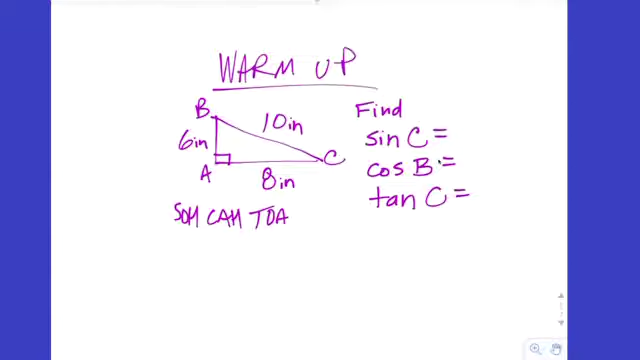 WARM UP
B
10in
6in
A
C
8in
SOH CAH TOA
Find
sin C=
cos B=
tan C=